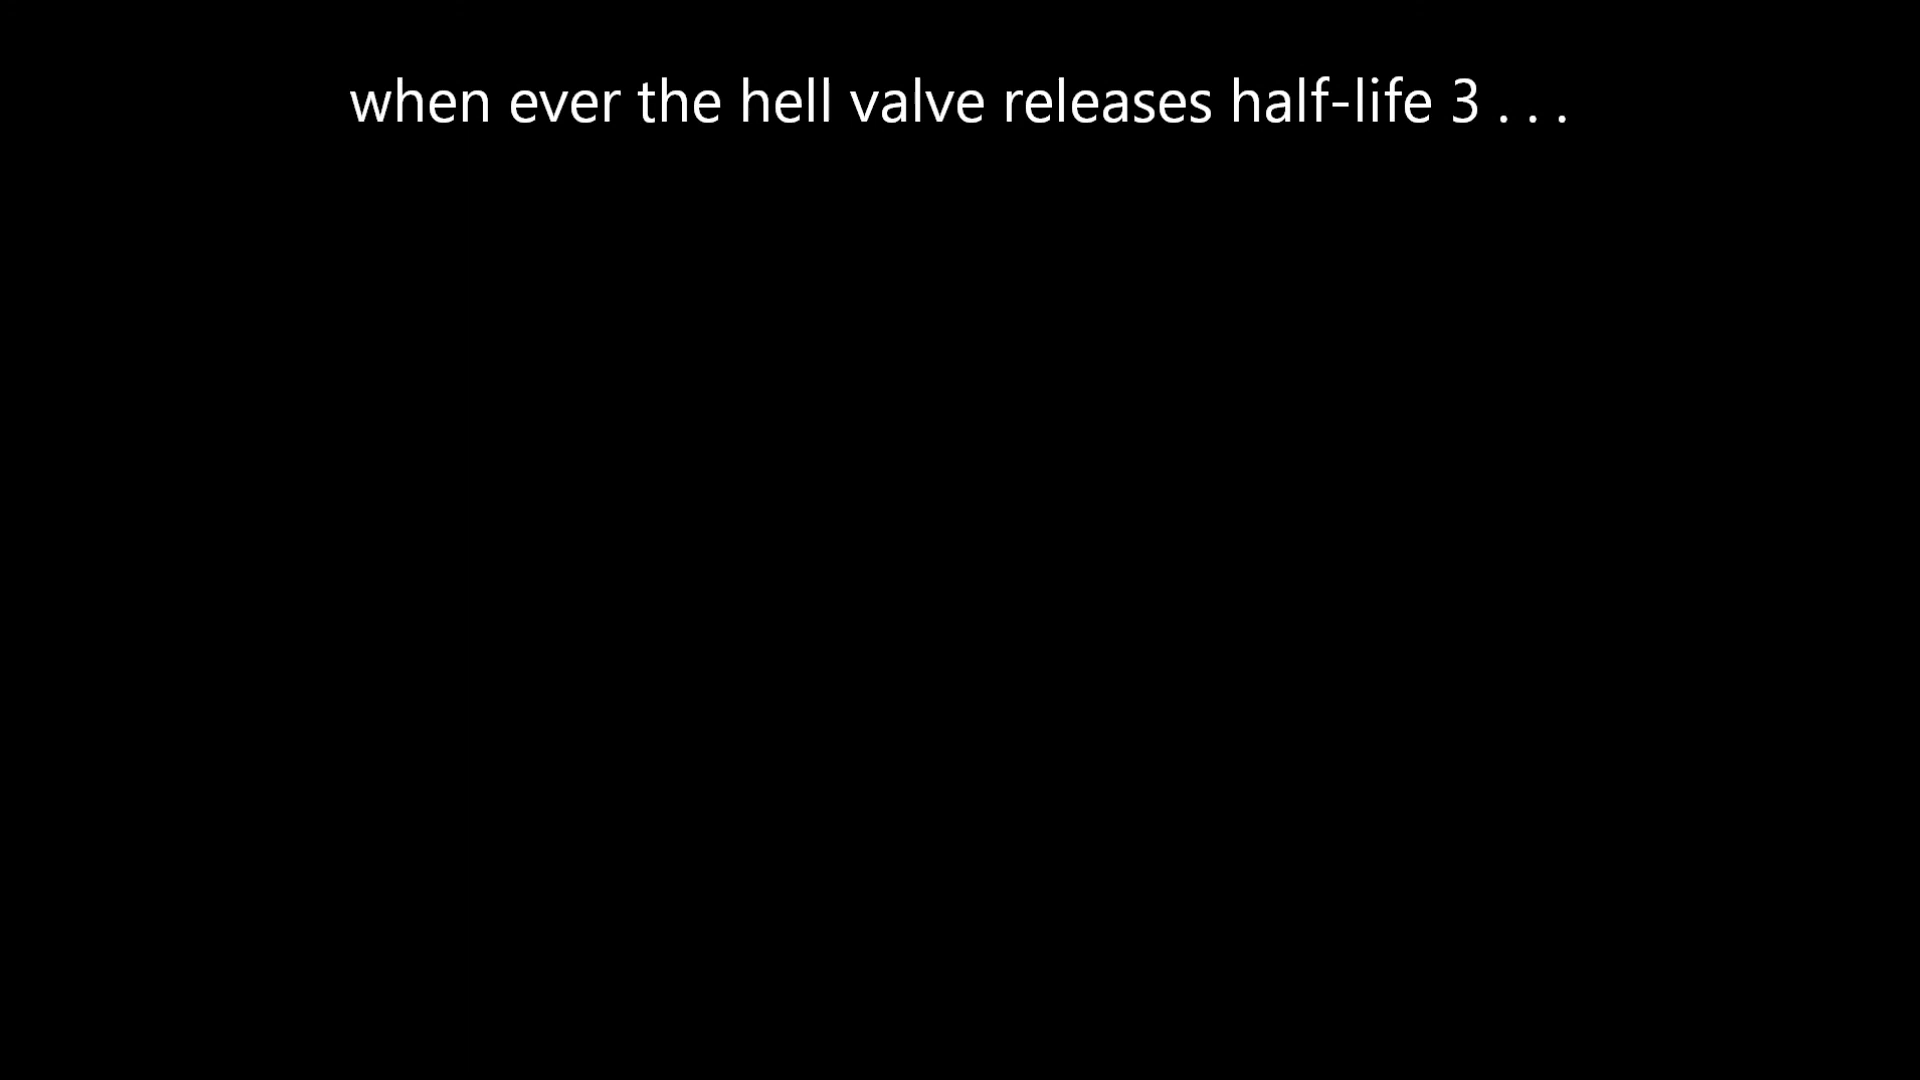 when ever the hell valve releases half-life 3 . . .